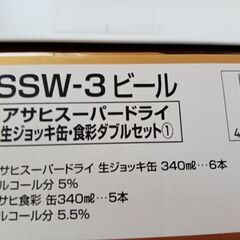 SSW-3 ビール
アサヒスーパードライ
生ジョッキ缶・食彩ダブルセット①
サヒスーパードライ 生ジョッキ缶 340ml…6本
ルコール分 5%
サヒ食彩 缶340ml…5本
ルコール分 5.5%
4